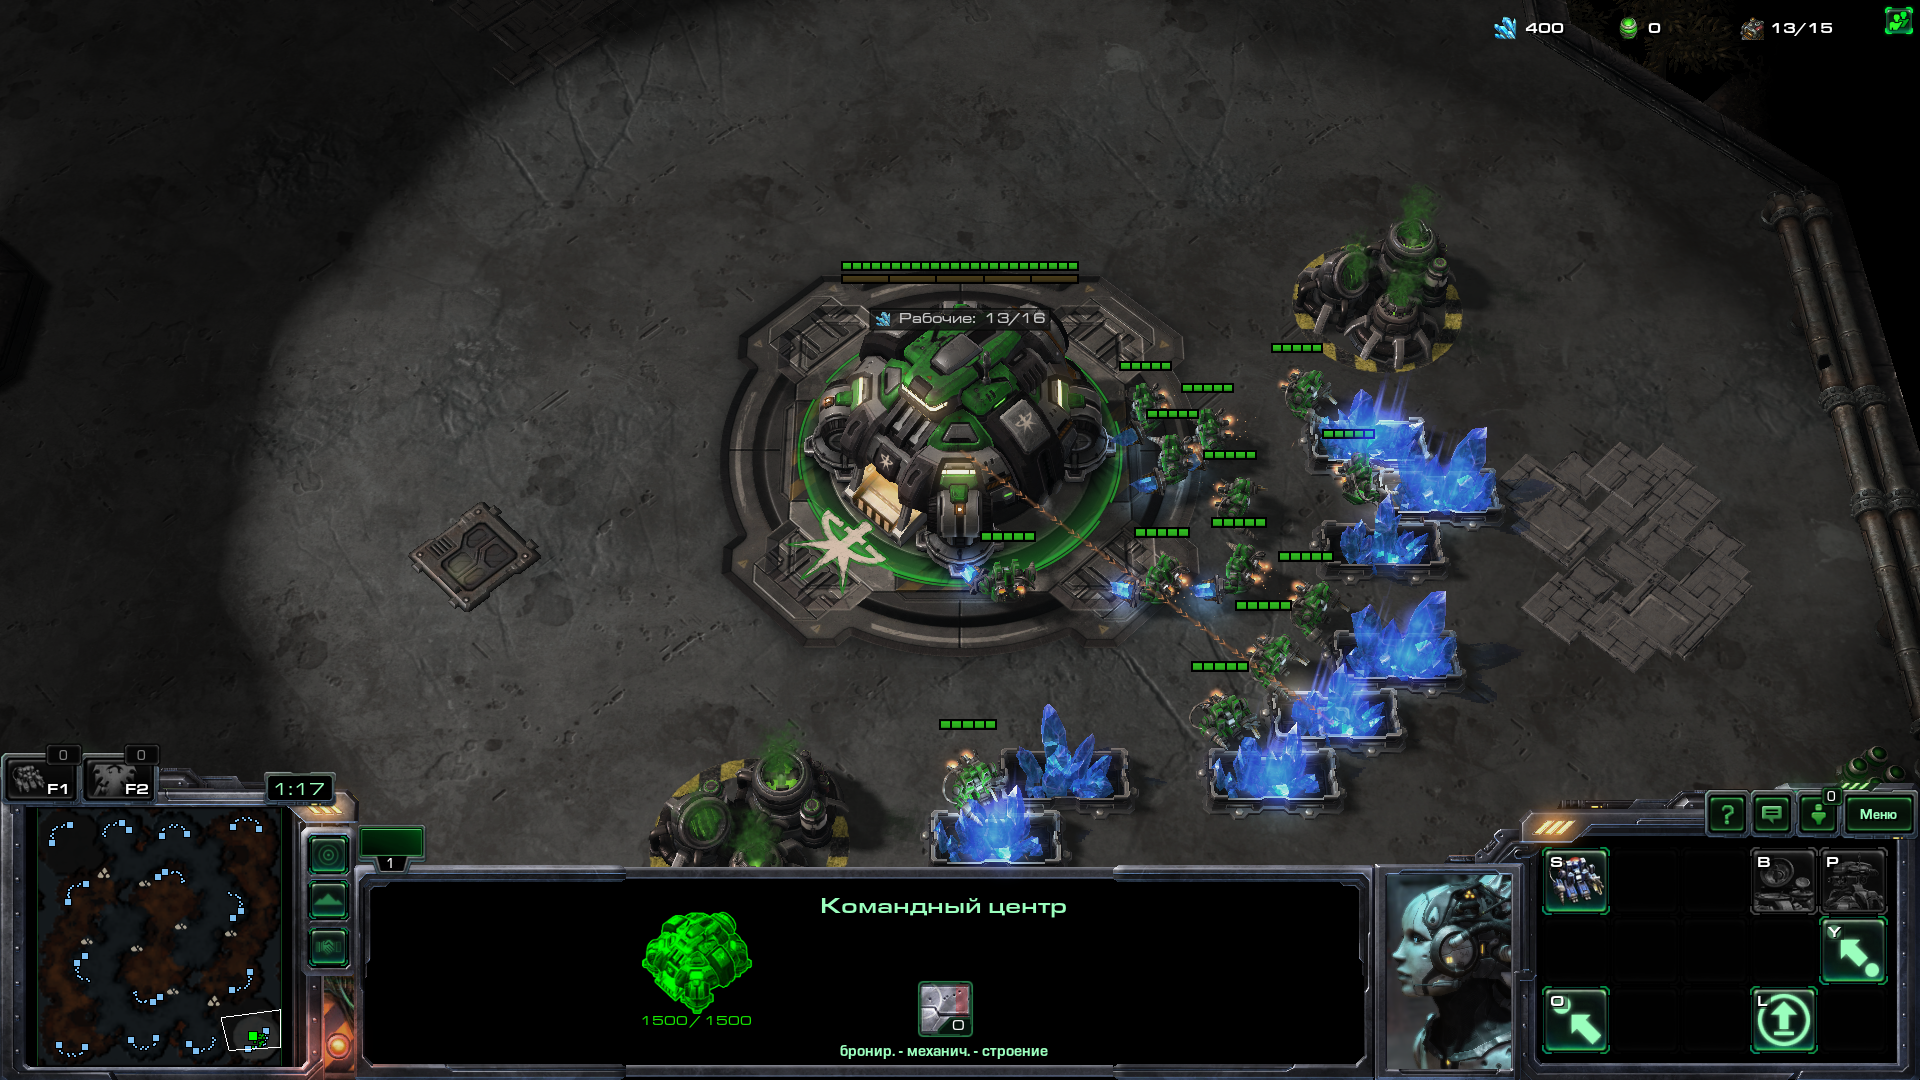 400
0
13/15
Рабочие: 13/16
0
0
F1
F2
1:17
1
Командный центр
1500/1500
0
бронир. - механич. - строение
?
0
Меню
S
B
P
Y
O
L